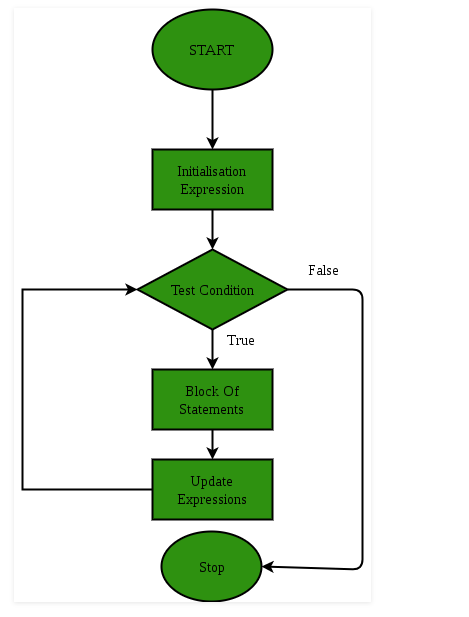 START
Initialisation
Expression
False
Test Condition
True
Block Of
Statements
Update
Expressions
Stop